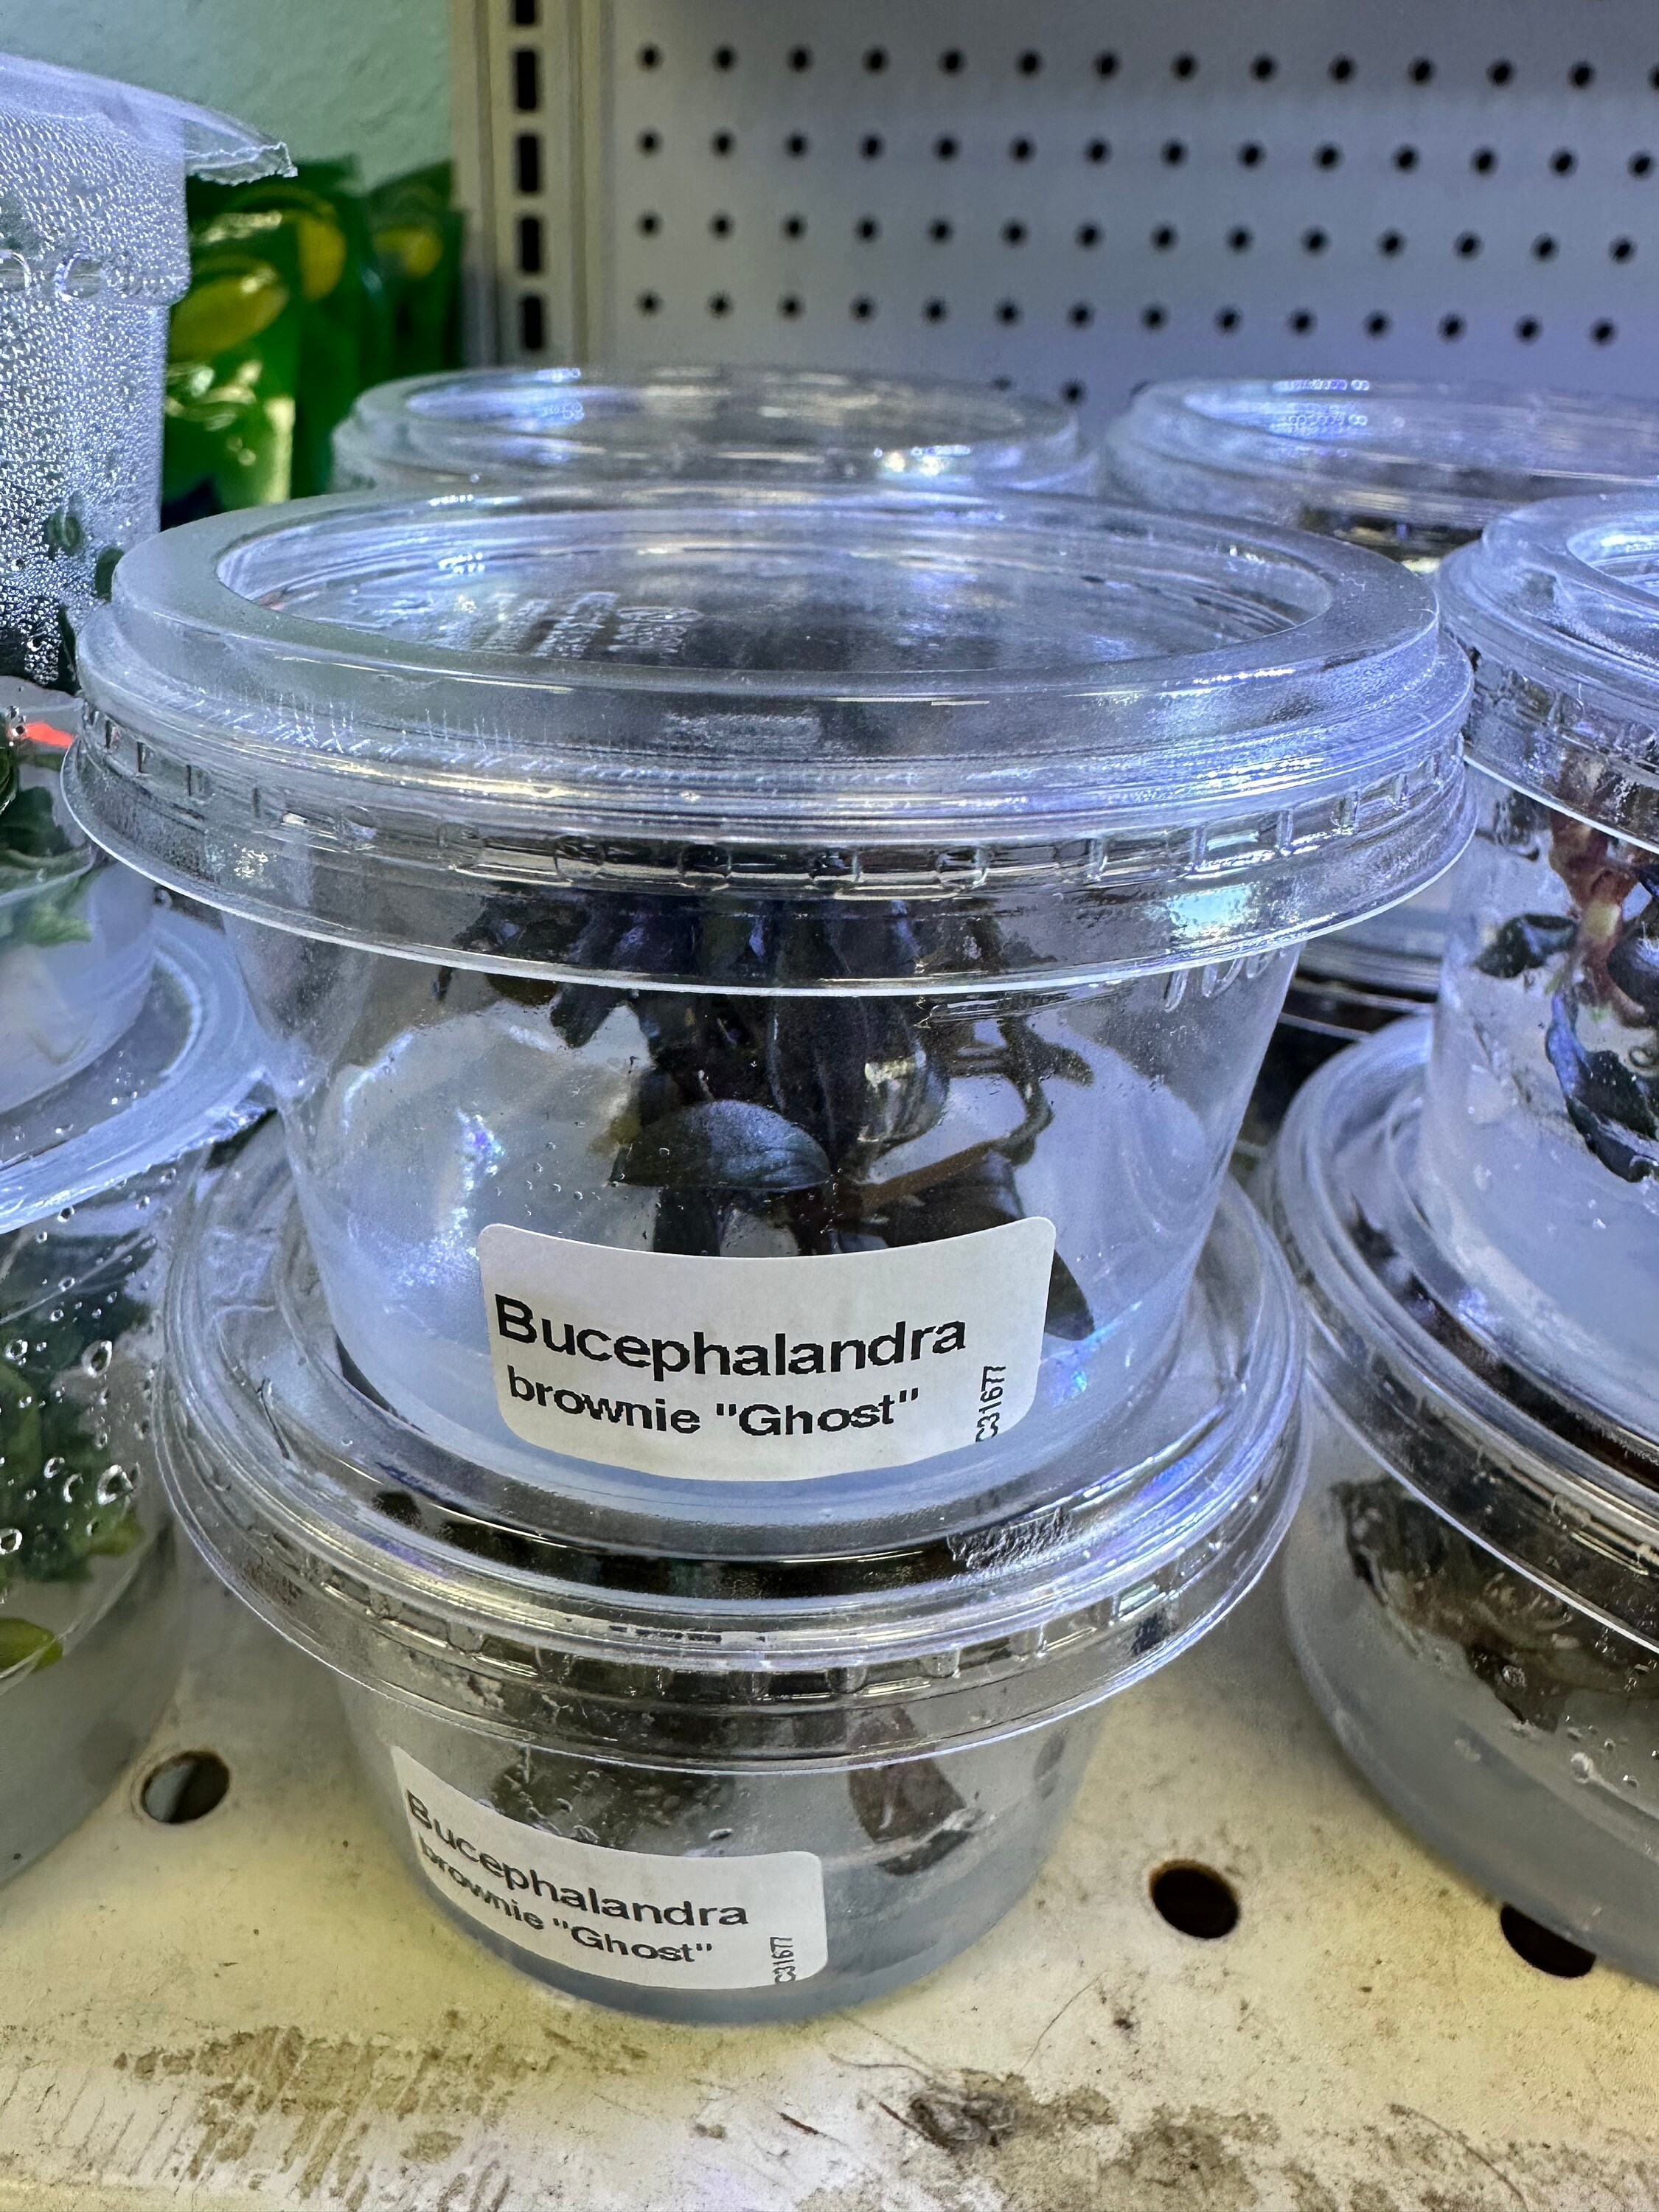 Bucephalandra
brownie "Ghost"
C31677
Bucephalandra
brownie "Ghost"
C31677